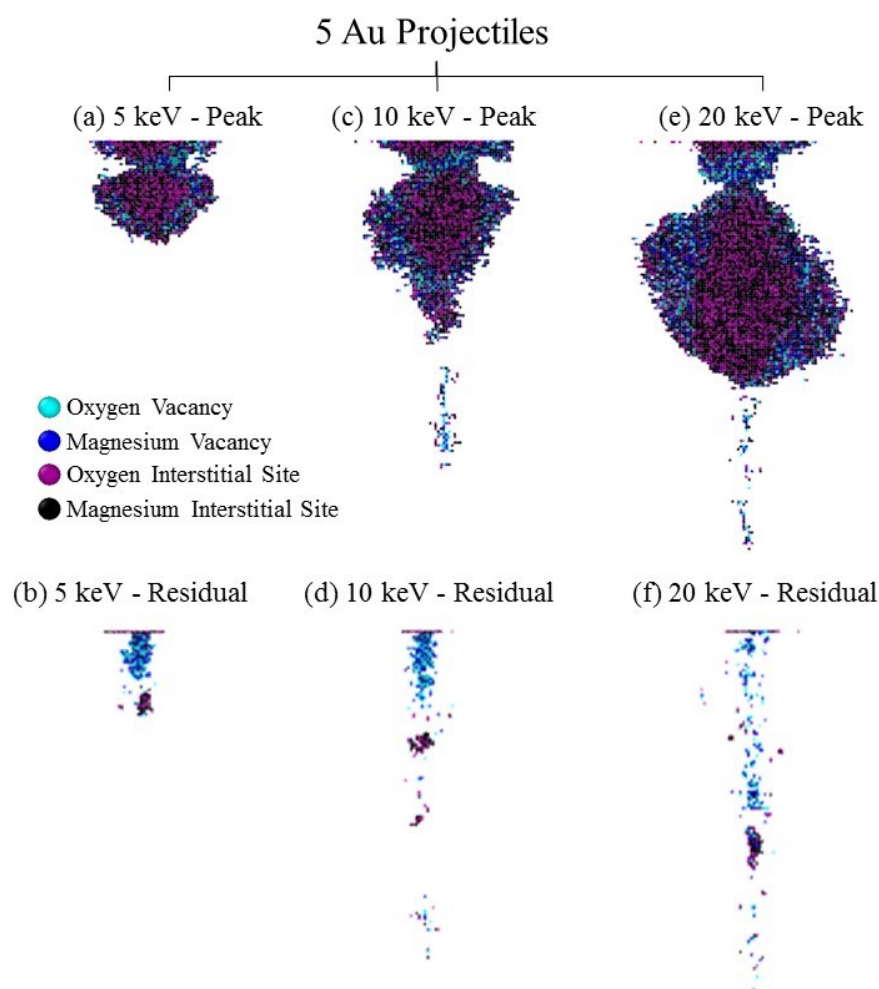 5 Au Projectiles
(a) 5 keV - Peak
(c) 10 keV - Peak
(e) 20 keV - Peak
Oxygen Vacancy
Magnesium Vacancy
Oxygen Interstitial Site
Magnesium Interstitial Site
(b) 5 keV - Residual
(d) 10 keV - Residual
(f) 20 keV - Residual